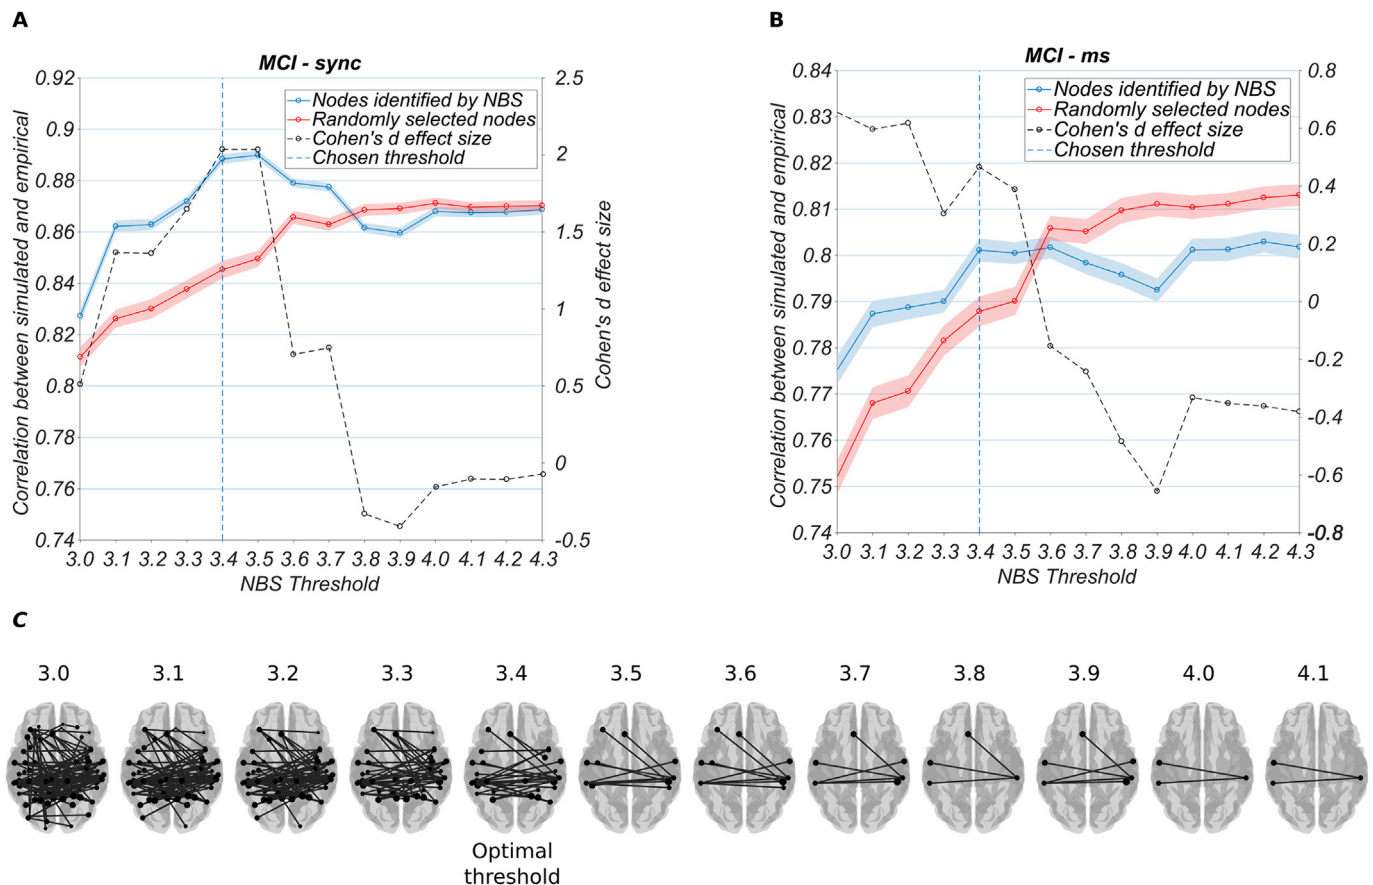 A
MCI - sync
Correlation between simulated and empirical
0.92
0.9
0.88
0.86
0.84
0.82
0.8
0.78
0.76
0.74
2.5
2
1.5
1
0.5
0
-0.5
Cohen's d effect size
Nodes identified by NBS
Randomly selected nodes
Cohen's d effect size
Chosen threshold
3.0 3.1 3.2 3.3 3.4 3.5 3.6 3.7 3.8 3.9 4.0 4.1 4.2 4.3
NBS Threshold
B
MCI - ms
Correlation between simulated and empirical
0.84
0.83
0.82
0.81
0.8
0.79
0.78
0.77
0.76
0.75
0.74
0.8
0.6
0.4
0.2
0
-0.2
-0.4
-0.6
-0.8
Nodes identified by NBS
Randomly selected nodes
Cohen's d effect size
Chosen threshold
3.0 3.1 3.2 3.3 3.4 3.5 3.6 3.7 3.8 3.9 4.0 4.1 4.2 4.3
NBS Threshold
C
3.0 3.1 3.2 3.3 3.4 3.5 3.6 3.7 3.8 3.9 4.0 4.1
Optimal
threshold